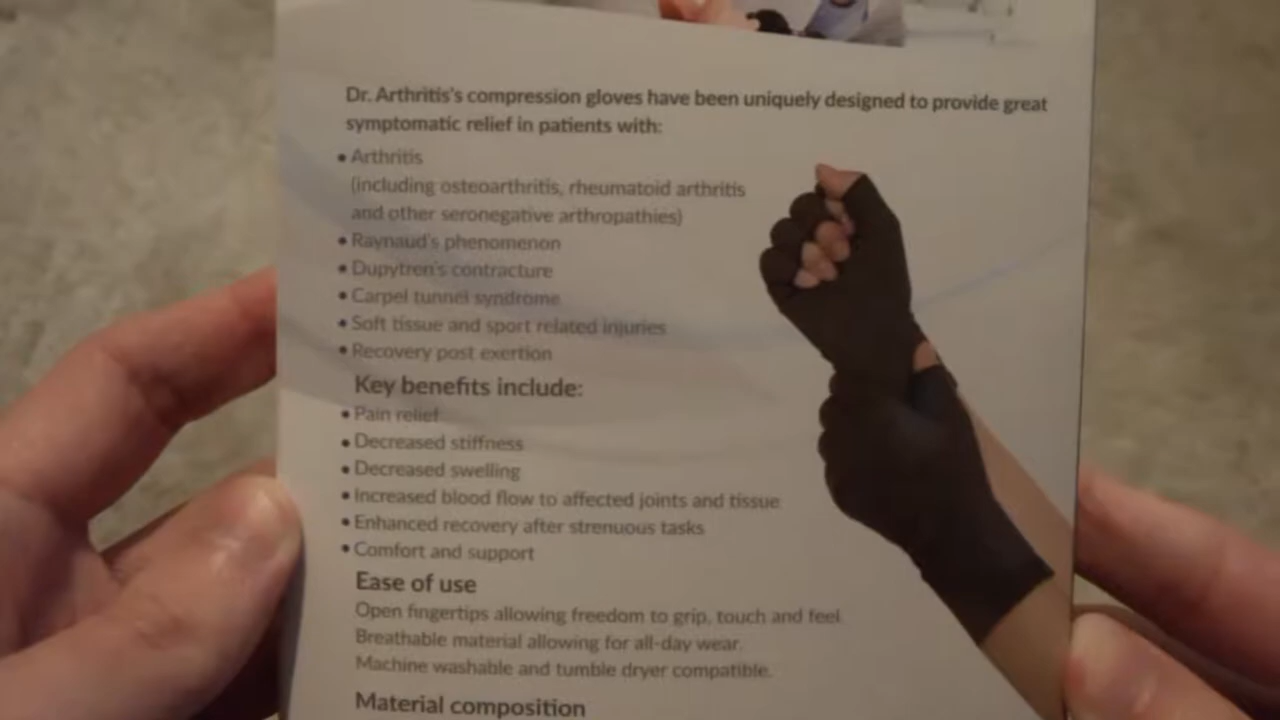 Dr. Arthritis's compression gloves have been uniquely designed to provide great
symptomatic relief in patients with:
• Arthritis
(including osteoarthritis, rheumatoid arthritis
and other seronegative arthropathies)
• Raynaud's phenomenon
• Dupytren's contracture
• Carpel tunnel syndrome
• Soft tissue and sport related injuries
• Recovery post exertion
Key benefits include:
• Pain relief
• Decreased stiffness
• Decreased swelling
• Increased blood flow to affected joints and tissue
• Enhanced recovery after strenuous tasks
• Comfort and support
Ease of use
Open fingertips allowing freedom to grip, touch and feel.
Breathable material allowing for all-day wear.
Machine washable and tumble dryer compatible.
Material composition